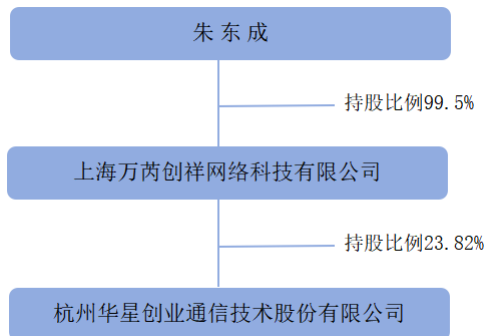 朱东成
持股比例99.5%
上海万芮创祥网络科技有限公司
持股比例23.82%
杭州华星创业通信技术股份有限公司